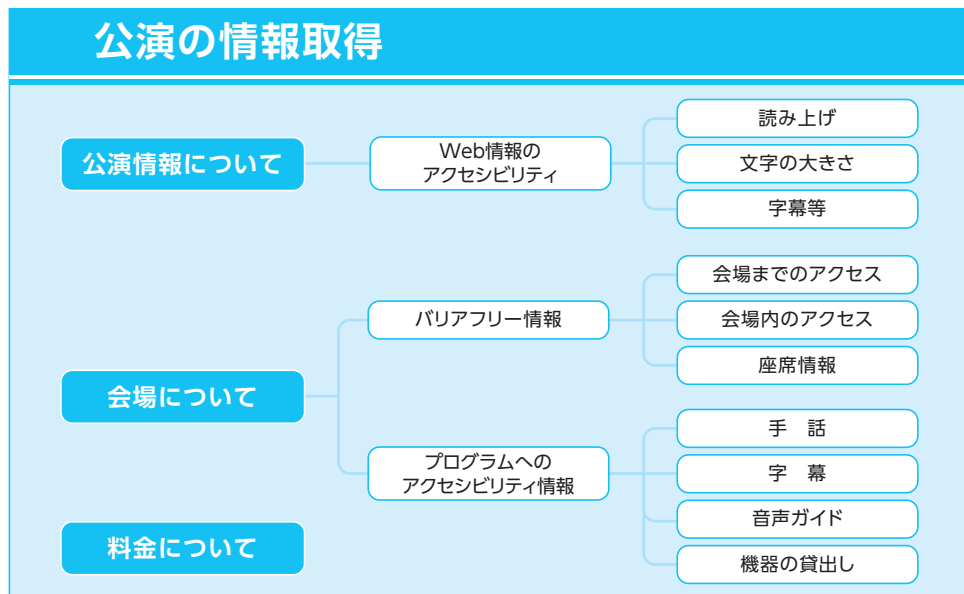 公演の情報取得
公演情報について
Web情報の
アクセシビリティ
読み上げ
文字の大きさ
字幕等
会場について
バリアフリー情報
会場までのアクセス
会場内のアクセス
座席情報
プログラムへの
アクセシビリティ情報
手　話
字　幕
音声ガイド
機器の貸出し
料金について